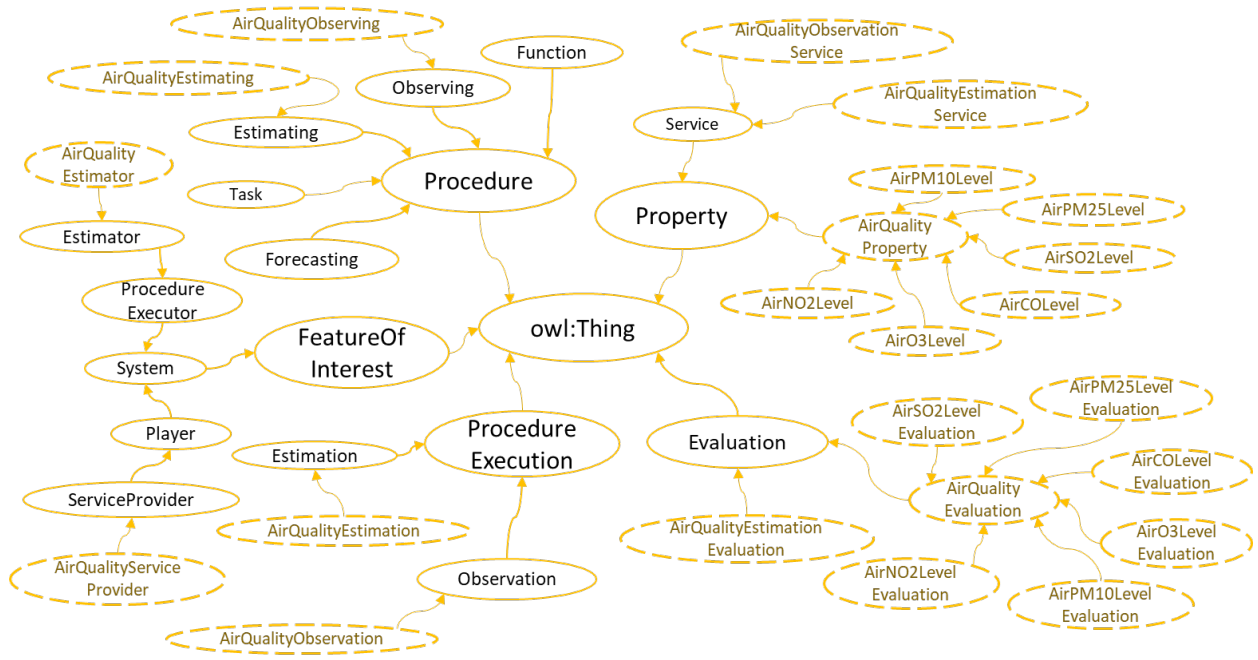 AirQualityObserving
Function
AirQualityObservation
Service
AirQualityEstimating
Observing
AirQualityEstimation
Service
Estimating
Service
AirQuality
Estimator
Procedure
AirPM10Level
Task
Property
AirPM25Level
AirQuality
Property
Estimator
Forecasting
AirSO2Level
Procedure
Executor
AirNO2Level
AirCOLevel
FeatureOf
Interest
owl:Thing
AirO3Level
System
AirPM25Level
Evaluation
AirSO2Level
Evaluation
Player
Procedure
Execution
Evaluation
Estimation
AirCOLevel
Evaluation
ServiceProvider
AirQuality
Evaluation
AirQualityEstimation
AirQualityEstimation
Evaluation
AirO3Level
Evaluation
AirQualityService
Provider
Observation
AirNO2Level
Evaluation
AirPM10Level
Evaluation
AirQualityObservation